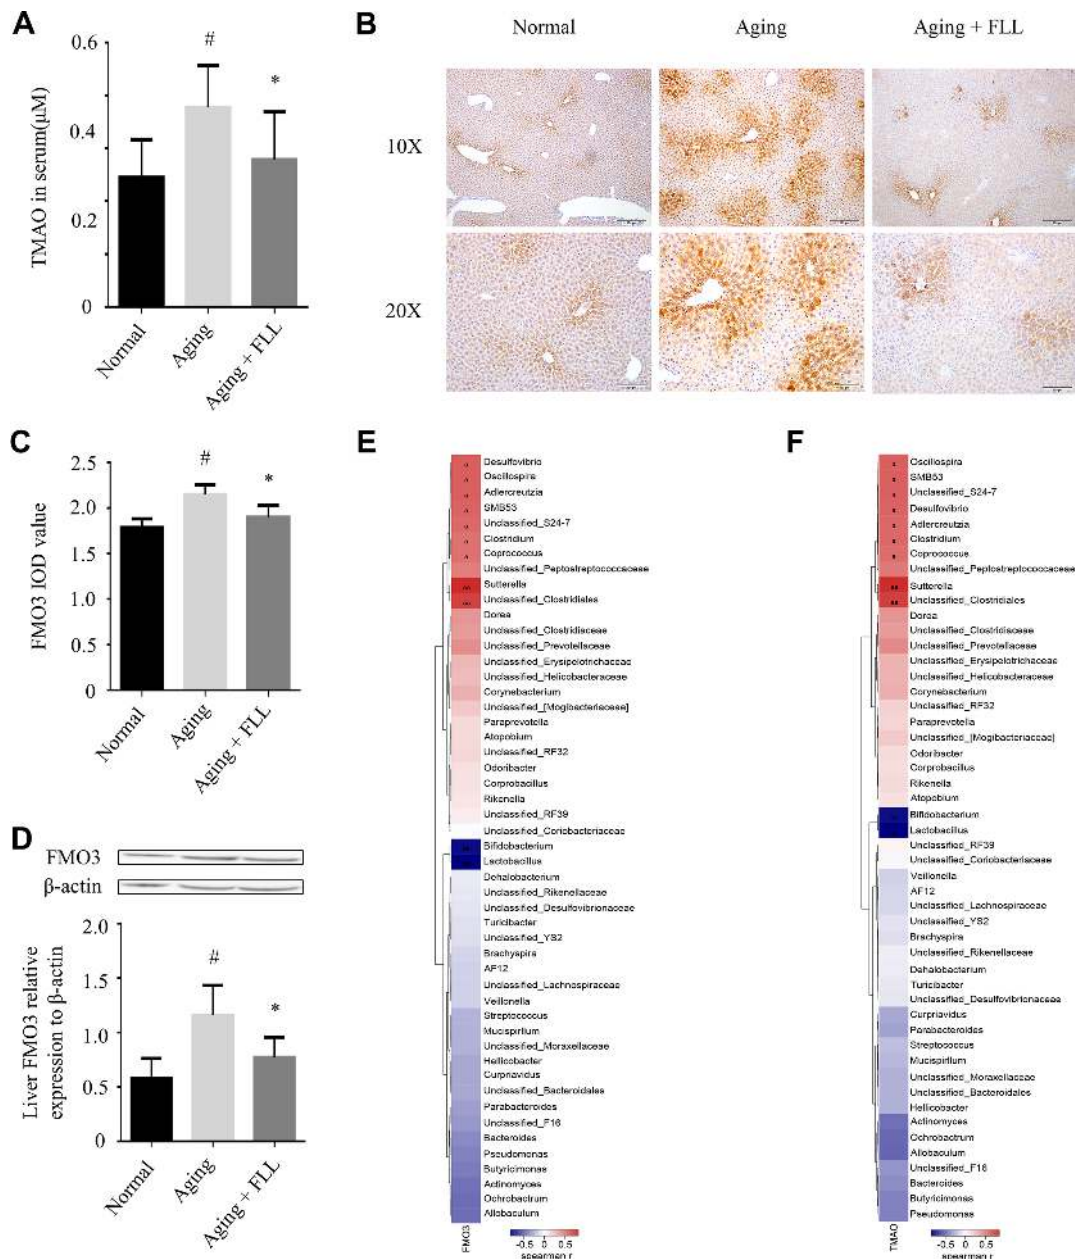 A
0.6
0.4
0.2
0
TMAO in serum(μM)
#
*
Normal
Aging
Aging + FLL
B
Normal
Aging
Aging + FLL
10X
20X
C
2.5
2.0
1.5
1.0
0.5
0
FMO3 IOD value
#
*
Normal
Aging
Aging + FLL
D
FMO3
β-actin
2.0
1.5
1.0
0.5
0
Liver FMO3 relative
expression to β-actin
#
*
Normal
Aging
Aging + FLL
E
Desulfovibrio
Oscillospira
Adlercreutzia
SMB53
Unclassified_S24-7
Clostridium
Coprococcus
Unclassified_Peptostreptococcaceae
Sutterella
Unclassified_Clostridiales
Dorea
Unclassified_Clostridiaceae
Unclassified_Prevotellaceae
Unclassified_Erysipelotrichaceae
Unclassified_Helicobacteraceae
Corynebacterium
Unclassified_[Mogibacteriaceae]
Paraprevotella
Atopobium
Unclassified_RF32
Odoribacter
Corprobacillus
Rikenella
Unclassified_RF39
Unclassified_Coriobacteriaceae
Bifidobacterium
Lactobacillus
Dehalobacterium
Unclassified_Rikenellaceae
Unclassified_Desulfovibrionaceae
Turicibacter
Unclassified_YS2
Brachyspira
AF12
Unclassified_Lachnospiraceae
Veillonella
Streptococcus
Mucispirllum
Unclassified_Moraxellaceae
Hellicobacter
Curpriavidus
Unclassified_Bacteroidales
Parabacteroides
Unclassified_F16
Bacteroides
Pseudomonas
Butyricimonas
Actinomyces
Ochrobactrum
Allobaculum
FMO3
-0.5 0 0.5
spearman r
F
Oscillospira
SMB53
Unclassified_S24-7
Desulfovibrio
Adlercreutzia
Clostridium
Coprococcus
Unclassified_Peptostreptococcaceae
Sutterella
Unclassified_Clostridiales
Dorea
Unclassified_Clostridiaceae
Unclassified_Prevotellaceae
Unclassified_Erysipelotrichaceae
Unclassified_Helicobacteraceae
Corynebacterium
Unclassified_RF32
Paraprevotella
Unclassified_[Mogibacteriaceae]
Odoribacter
Corprobacillus
Rikenella
Atopobium
Bifidobacterium
Lactobacillus
Unclassified_RF39
Unclassified_Coriobacteriaceae
Veillonella
AF12
Unclassified_Lachnospiraceae
Unclassified_YS2
Brachyspira
Unclassified_Rikenellaceae
Dehalobacterium
Turicibacter
Unclassified_Desulfovibrionaceae
Curpriavidus
Parabacteroides
Streptococcus
Mucispirllum
Unclassified_Moraxellaceae
Unclassified_Bacteroidales
Hellicobacter
Actinomyces
Ochrobactrum
Allobaculum
Unclassified_F16
Bacteroides
Butyricimonas
Pseudomonas
TMAO
-0.5 0 0.5
spearman r